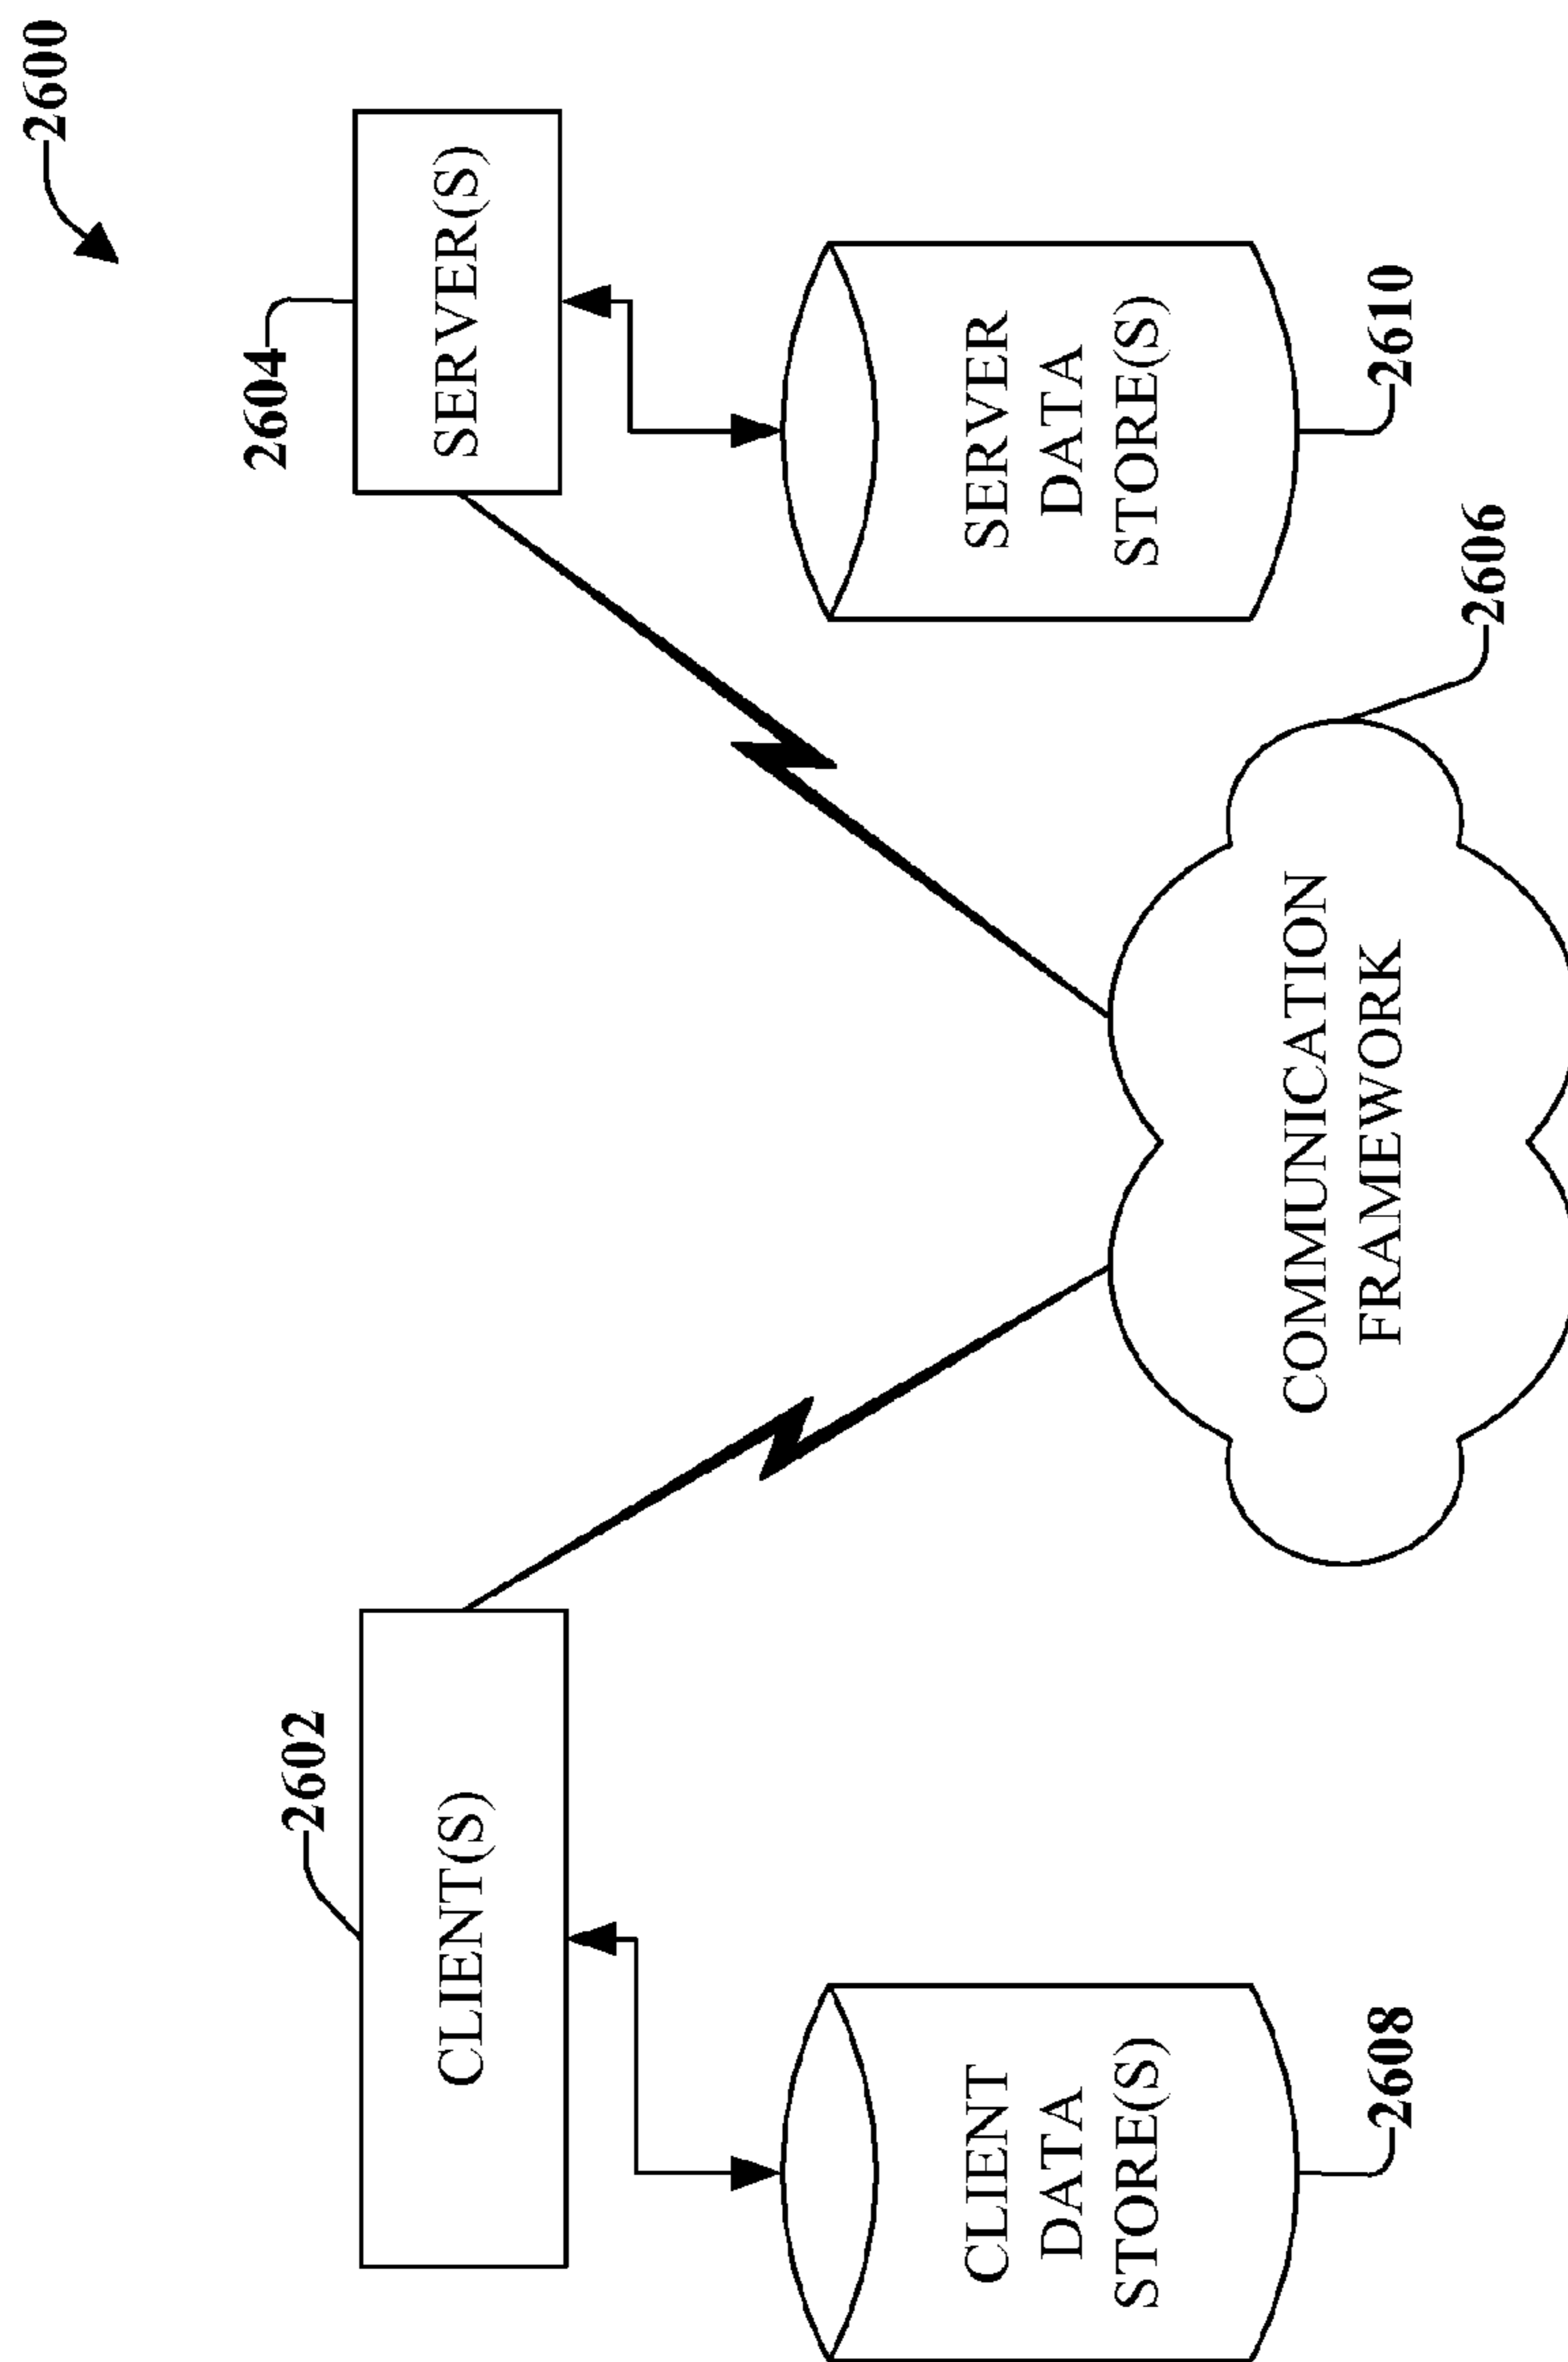 2600
2602
2604
CLIENT(S)
SERVER(S)
CLIENT
DATA
STORE(S)
SERVER
DATA
STORE(S)
COMMUNICATION
FRAMEWORK
2608
2610
2606